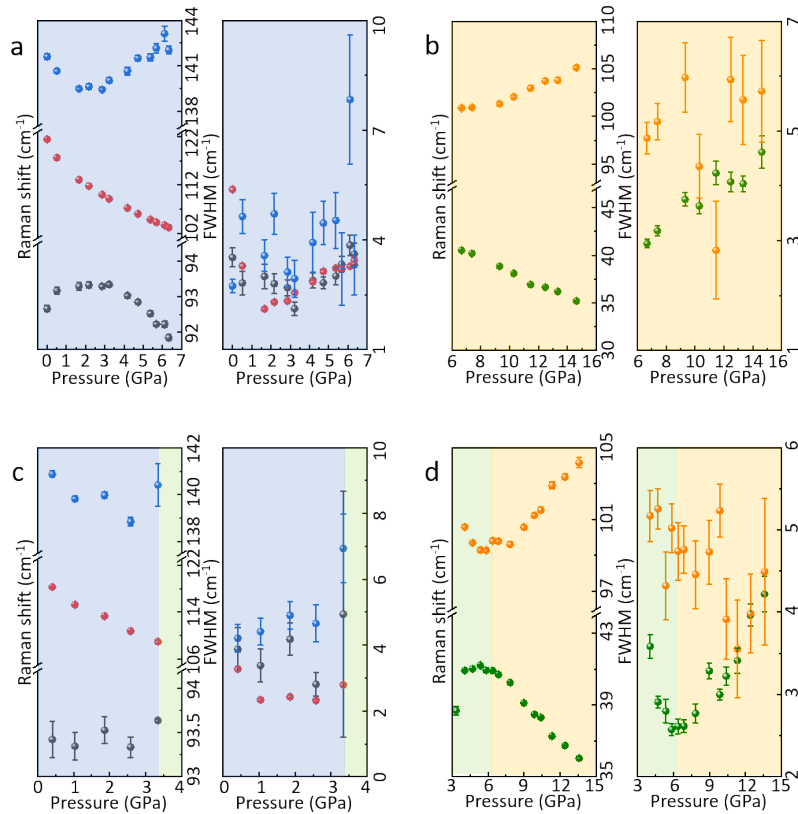 a
Raman shift (cm⁻¹)
144
141
138
122
112
102
94
93
92
0 1 2 3 4 5 6 7
Pressure (GPa)
FWHM (cm⁻¹)
10
7
4
1
0 1 2 3 4 5 6 7
Pressure (GPa)
b
Raman shift (cm⁻¹)
110
105
100
95
45
40
35
30
6 8 10 12 14 16
Pressure (GPa)
FWHM (cm⁻¹)
7
5
3
1
6 8 10 12 14 16
Pressure (GPa)
c
Raman shift (cm⁻¹)
142
140
138
122
114
106
94
93.5
93
0 1 2 3 4
Pressure (GPa)
FWHM (cm⁻¹)
10
8
6
4
2
0
0 1 2 3 4
Pressure (GPa)
d
Raman shift (cm⁻¹)
105
101
97
43
39
35
3 6 9 12 15
Pressure (GPa)
FWHM (cm⁻¹)
6
5
4
3
2
3 6 9 12 15
Pressure (GPa)